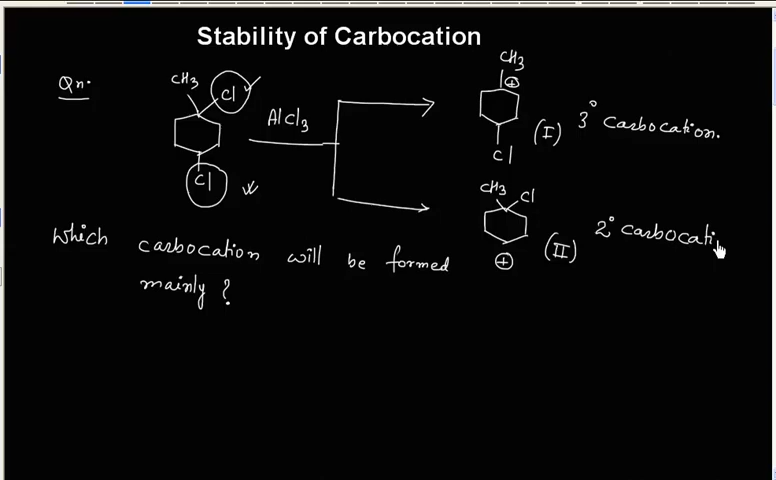 Stability of Carbocation
Qn.
CH3
Cl
Cl
AlCl3
CH3
+
Cl
(I) 3° Carbocation.
CH3 Cl
+
(II) 2° carbocati
Which carbocation will be formed
mainly?